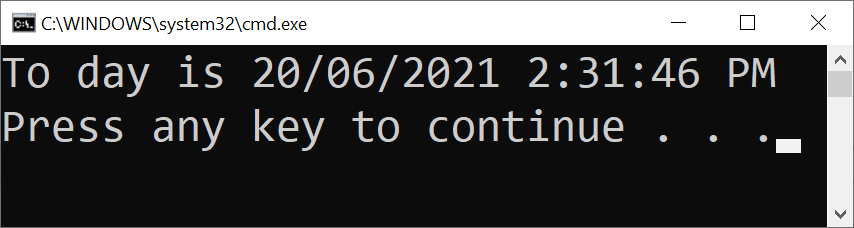 C:\WINDOWS\system32\cmd.exe
To day is 20/06/2021 2:31:46 PM
Press any key to continue . . .